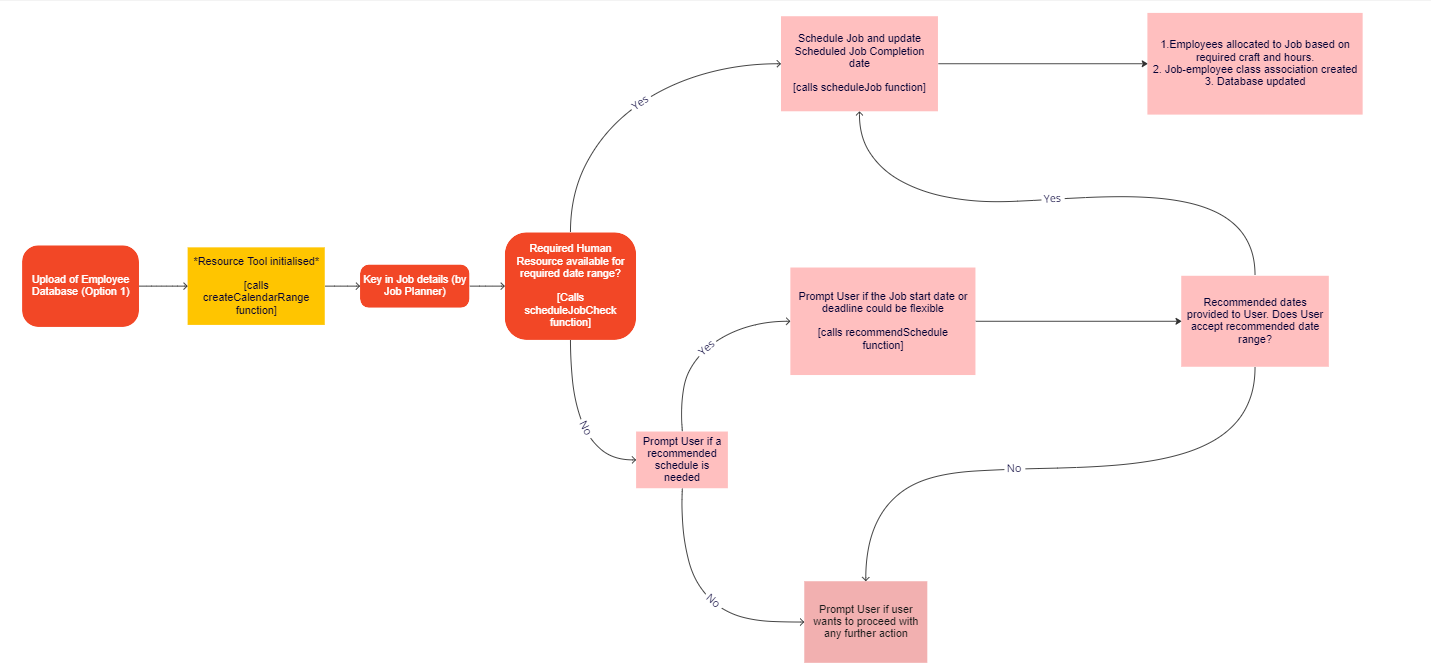 Upload of Employee
Database (Option 1)
*Resource Tool initialised*
[calls
createCalendarRange
function]
Key in Job details (by
Job Planner)
Required Human
Resource available for
required date range?
[Calls
scheduleJobCheck
function]
Yes
Schedule Job and update
Scheduled Job Completion
date
[calls scheduleJob function]
1.Employees allocated to Job based on
required craft and hours.
2. Job-employee class association created
3. Database updated
No
Prompt User if a
recommended
schedule is
needed
Yes
Prompt User if the Job start date or
deadline could be flexible
[calls recommendSchedule
function]
Recommended dates
provided to User. Does User
accept recommended date
range?
Yes
No
No
Prompt User if user
wants to proceed with
any further action